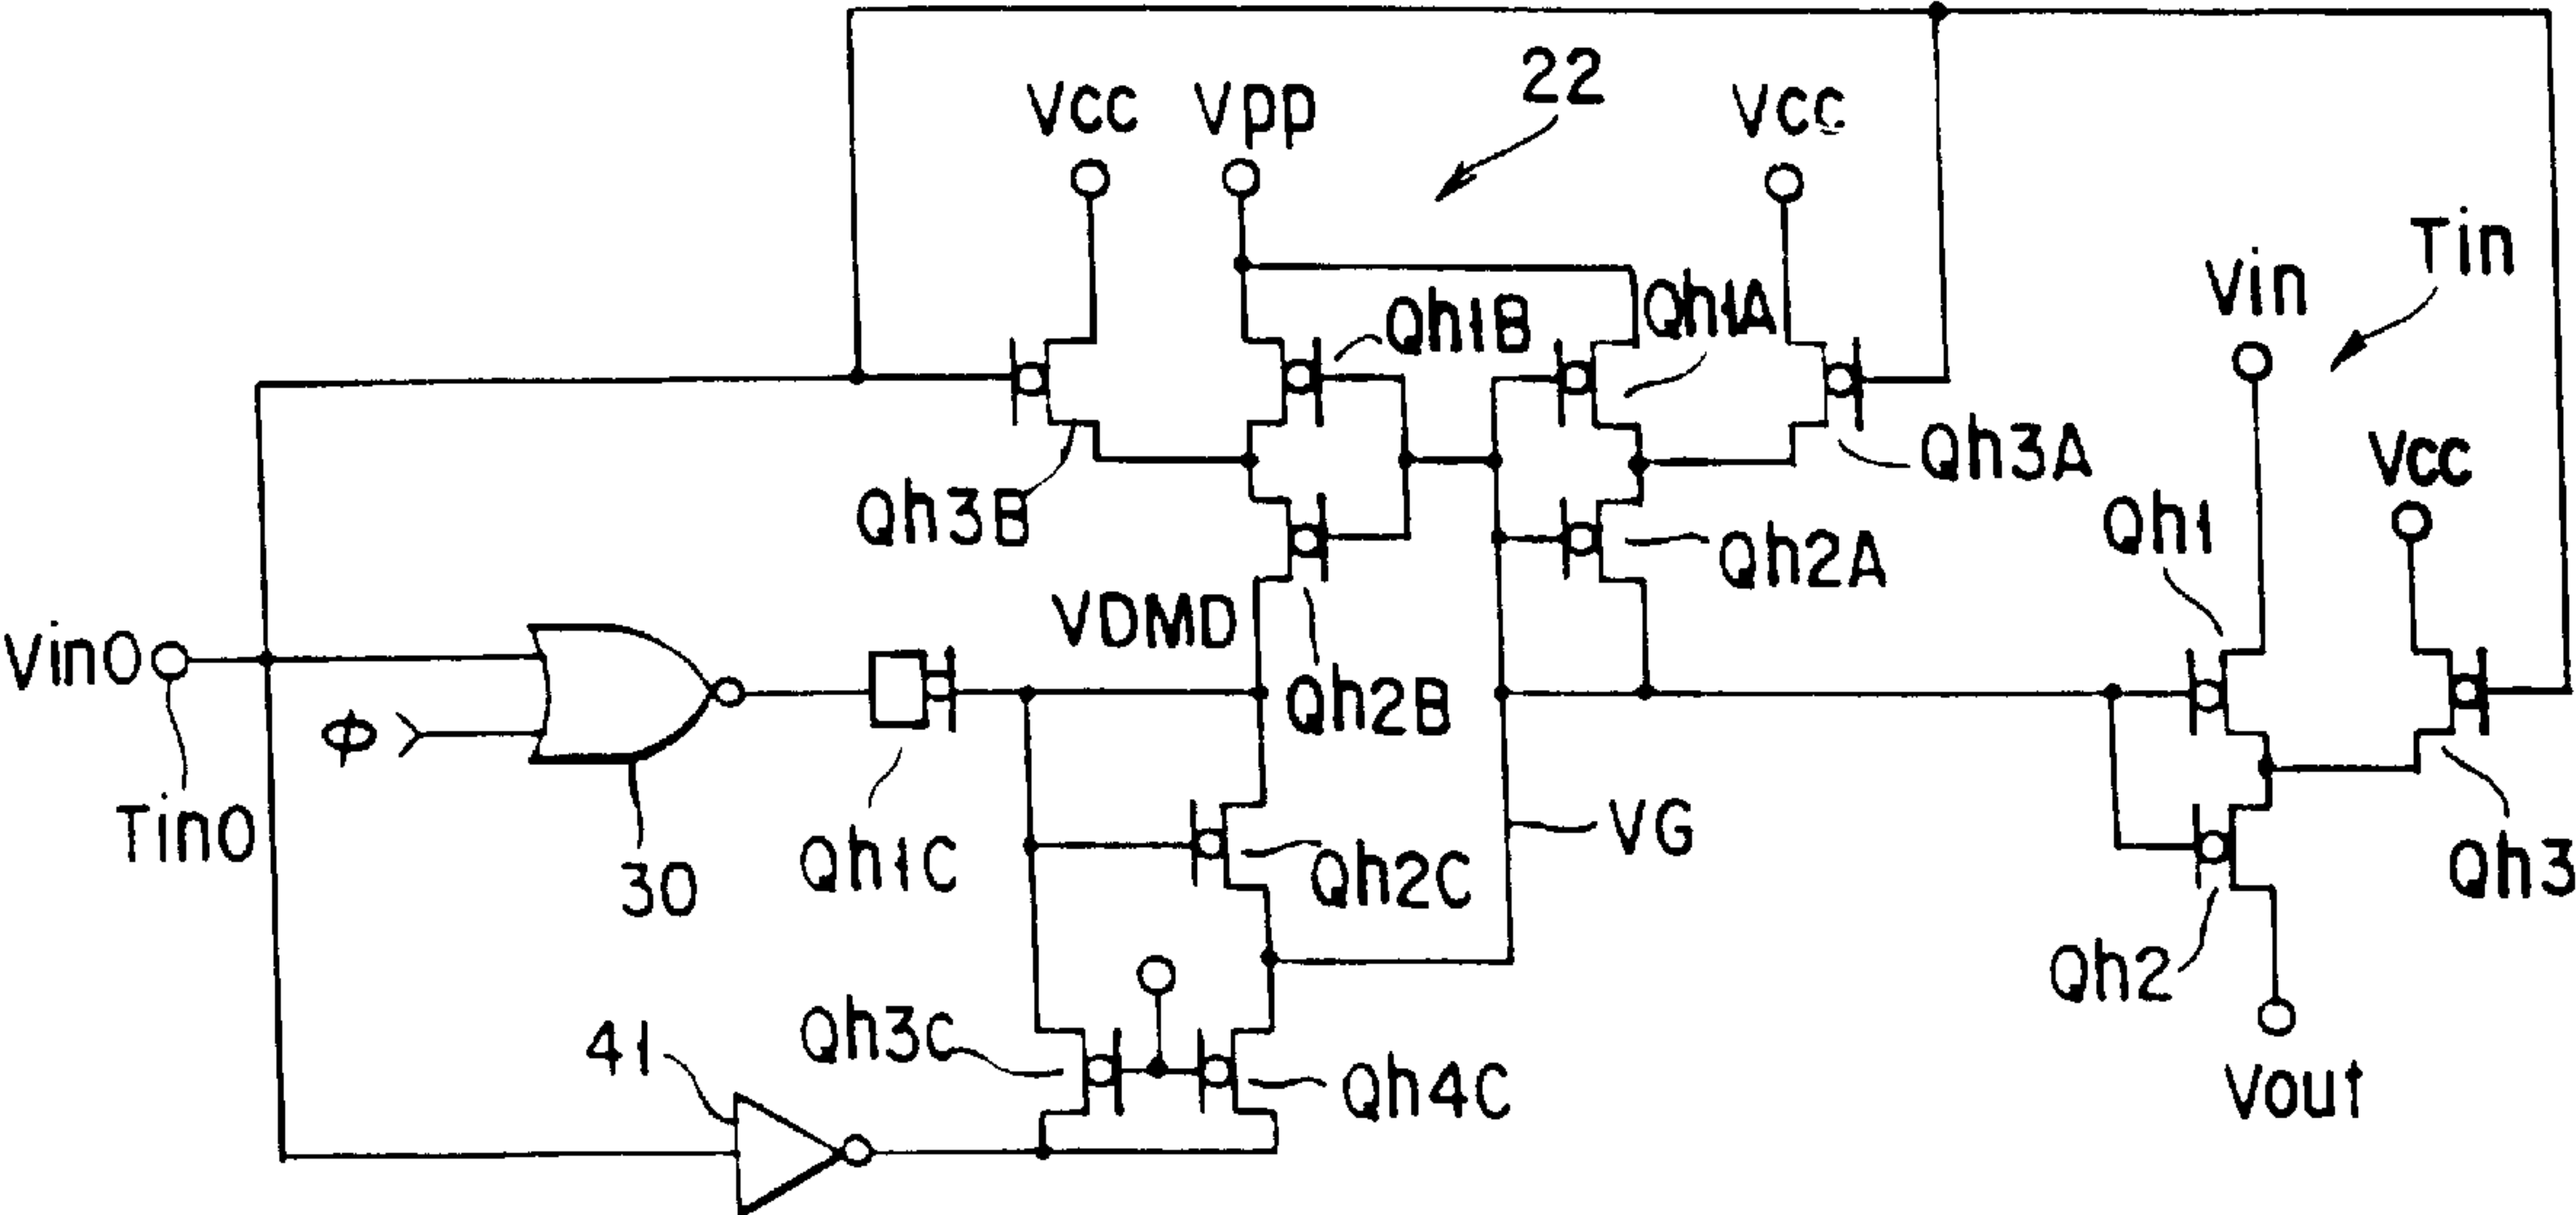 22
Vcc
Vpp
Vcc
Tin
Vin
Qh1B
Qh1A
Qh3A
Vcc
Qh3B
Qh1
Qh2A
VDMD
Vin0
Qh2B
Φ
Tin0
30
Qh1C
Qh2C
VG
Qh3
Qh2
41
Qh3C
Qh4C
Vout